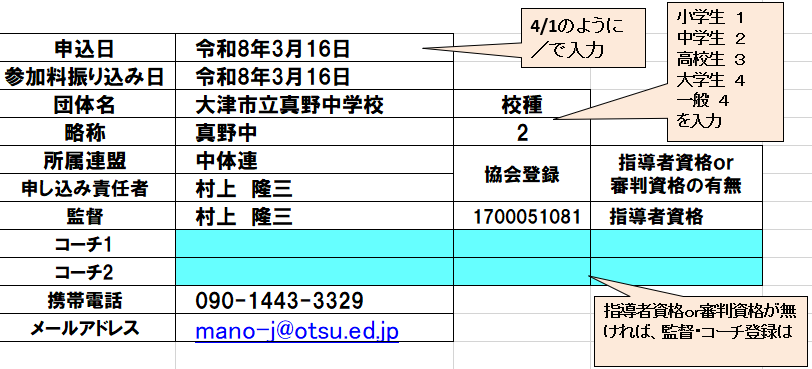 申込日 令和8年3月16日
参加料振り込み日 令和8年3月16日
団体名 大津市立真野中学校 校種
略称 真野中 2
所属連盟 中体連 協会登録 指導者資格or
審判資格の有無
申し込み責任者 村上 隆三
監督 村上 隆三 1700051081 指導者資格
コーチ1
コーチ2
携帯電話 090-1443-3329
メールアドレス mano-j@otsu.ed.jp
4/1のように
／で入力
小学生 1
中学生 2
高校生 3
大学生 4
一般 4
を入力
指導者資格or審判資格が無
ければ、監督・コーチ登録は